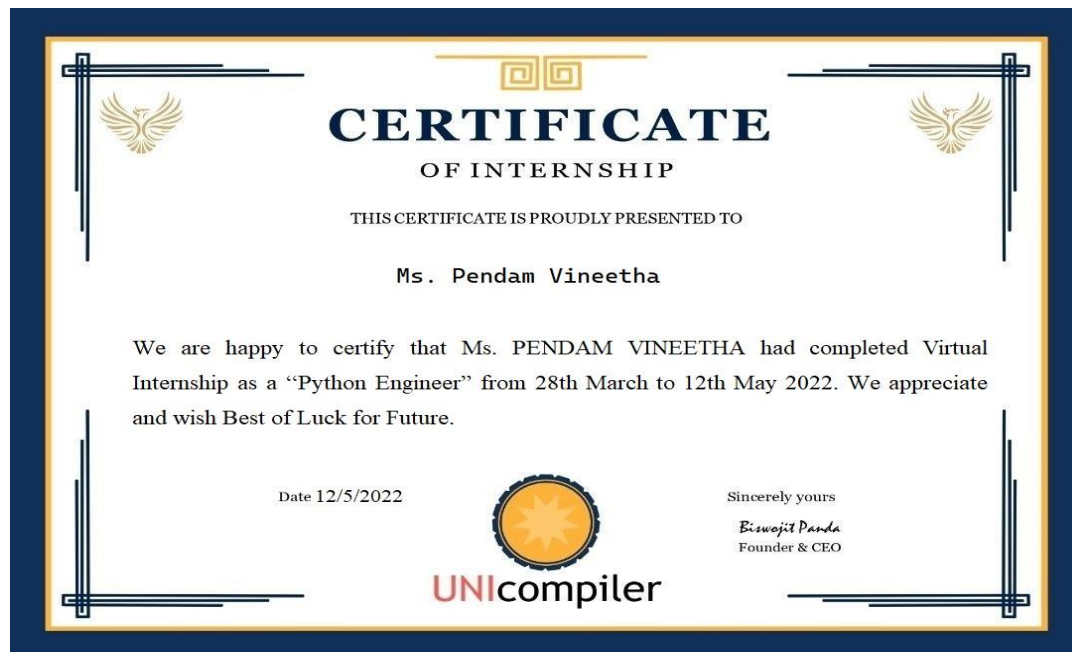 CERTIFICATE
OF INTERNSHIP
THIS CERTIFICATE IS PROUDLY PRESENTED TO
Ms. Pendam Vineetha
We are happy to certify that Ms. PENDAM VINEETHA had completed Virtual
Internship as a “Python Engineer” from 28th March to 12th May 2022. We appreciate
and wish Best of Luck for Future.
Date 12/5/2022
Sincerely yours
Biswojit Panda
Founder & CEO
UNIcompiler